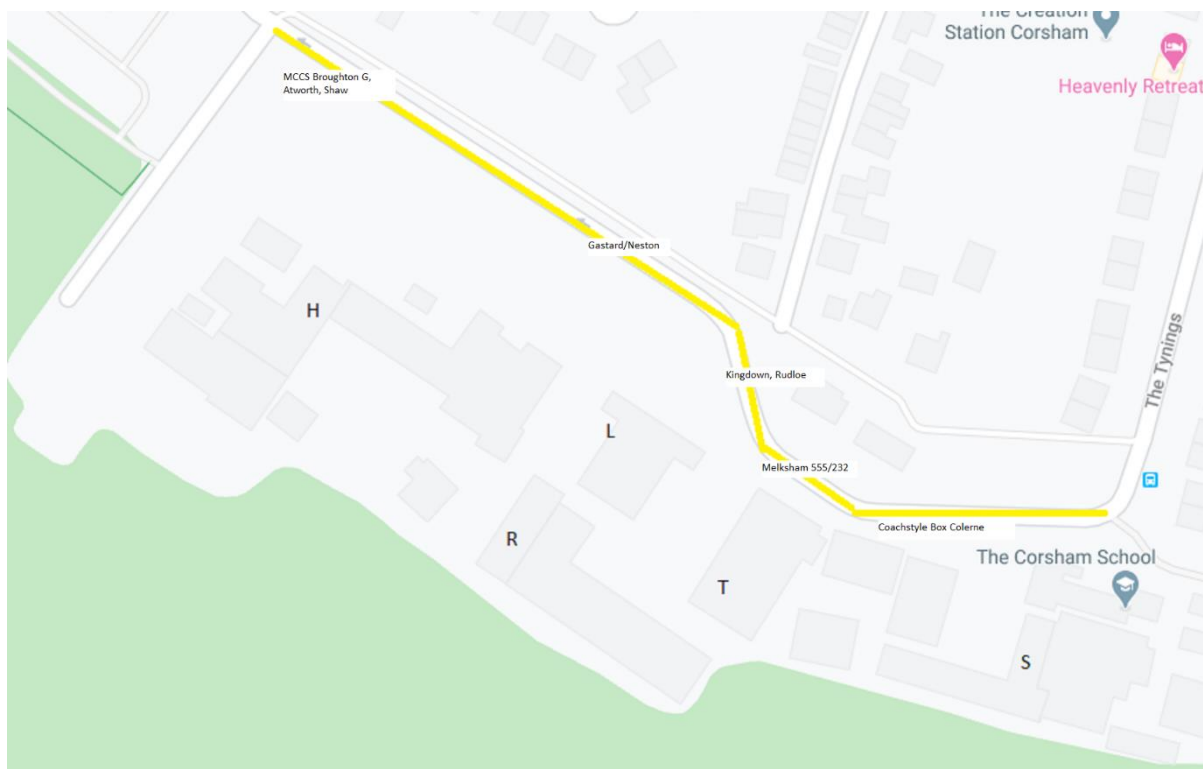 The Creation
Station Corsham
Heavenly Retreat
MCCS Broughton G,
Atworth, Shaw
Gastard/Neston
H
The Tynings
Kingdown, Rudloe
L
Melksham 555/232
Coachstyle Box Colerne
R
The Corsham School
T
S